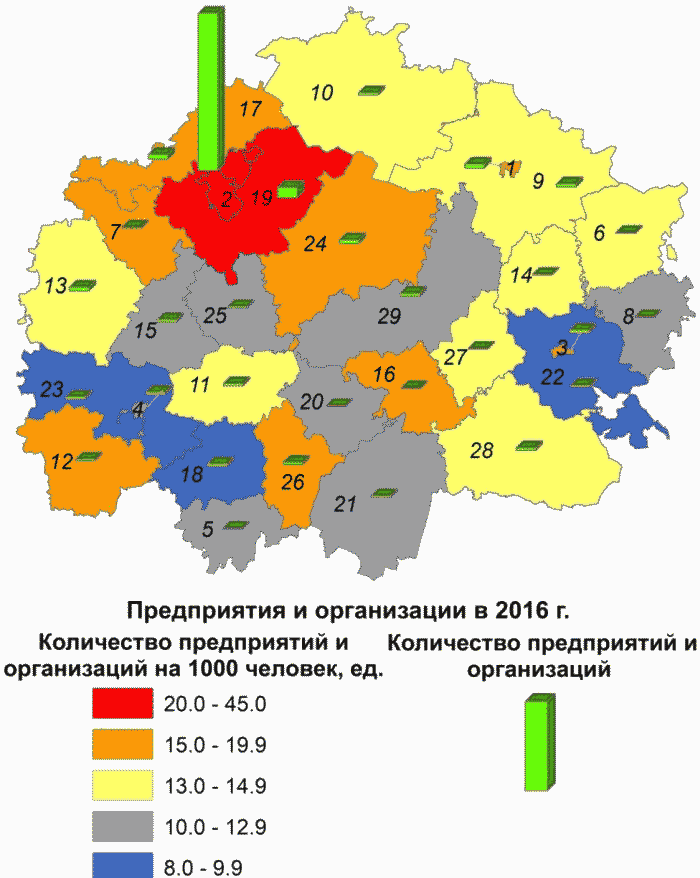 10
17
1
9
2
19
6
7
24
14
13
25
15
29
8
27
3
16
22
11
23
20
4
28
12
18
26
21
5
Предприятия и организации в 2016 г.
Количество предприятий и
организаций на 1000 человек, ед.
20.0 - 45.0
15.0 - 19.9
13.0 - 14.9
10.0 - 12.9
8.0 - 9.9
Количество предприятий и
организаций